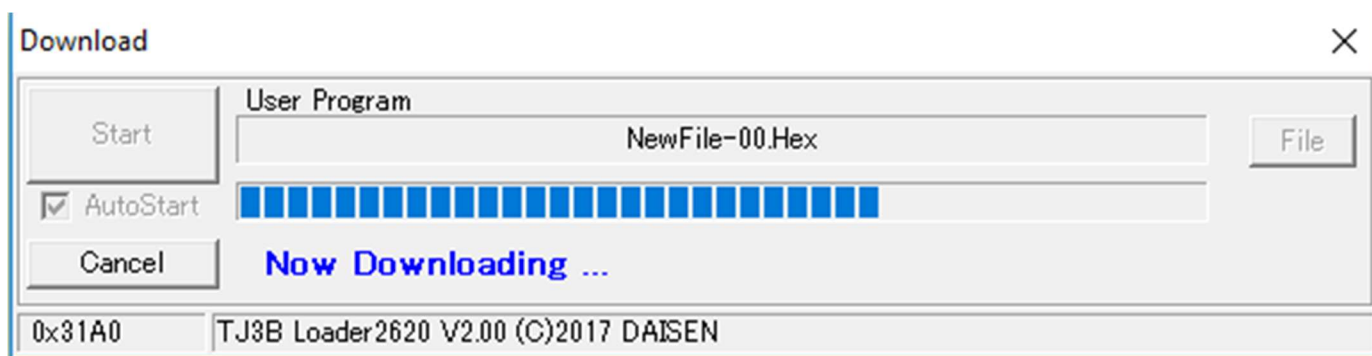 Download
User Program
Start
NewFile-00.Hex
File
AutoStart
Cancel
Now Downloading ...
0x31A0
TJ3B Loader2620 V2.00 (C)2017 DAISEN